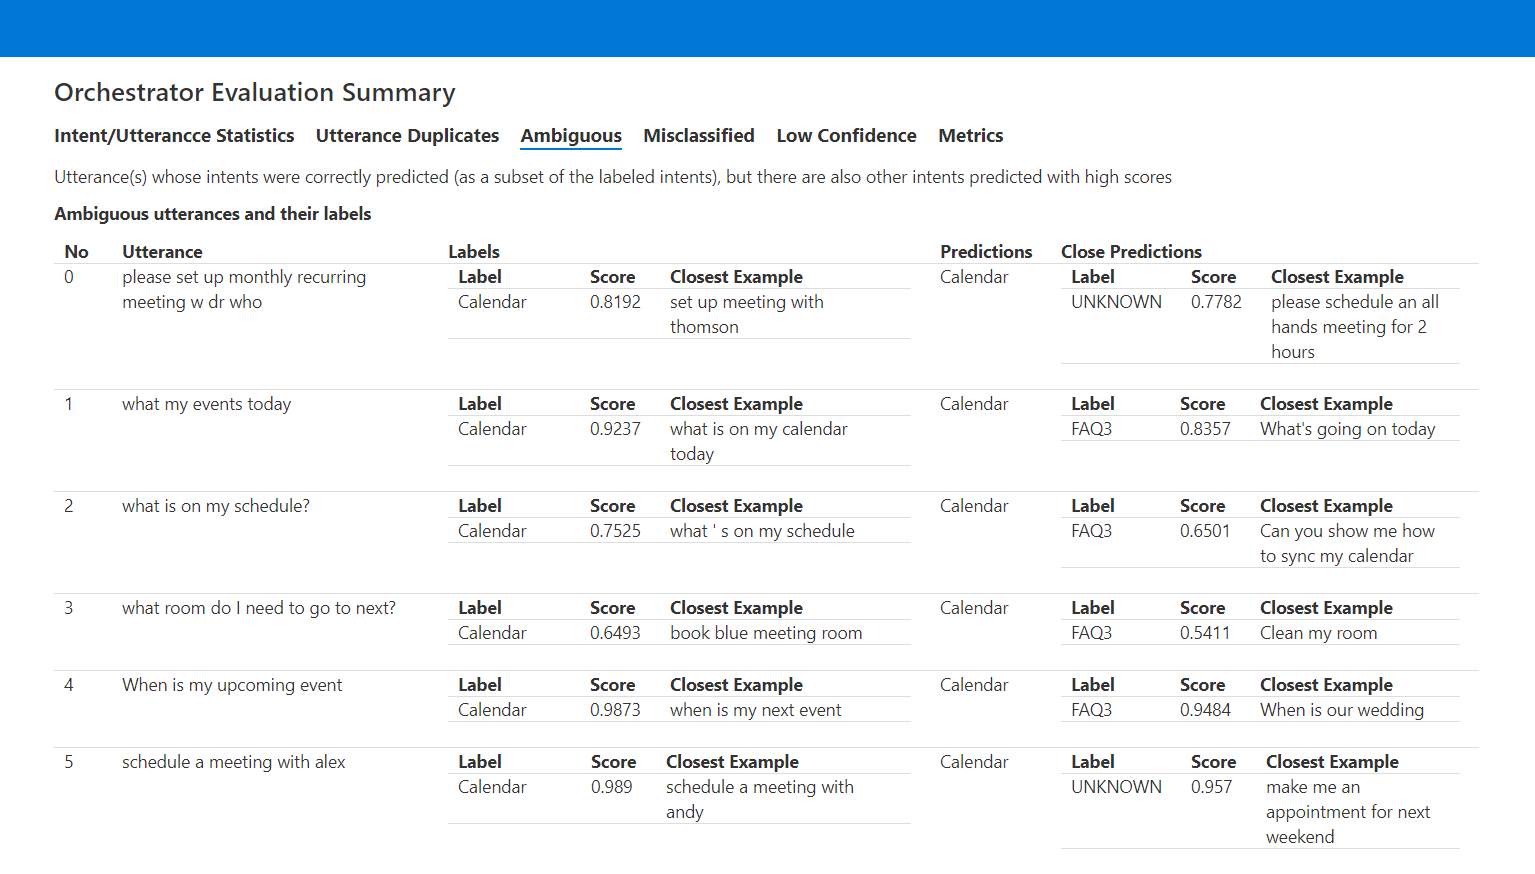 Orchestrator Evaluation Summary
Intent/Utterancce Statistics Utterance Duplicates Ambiguous Misclassified Low Confidence Metrics
Utterance(s) whose intents were correctly predicted (as a subset of the labeled intents), but there are also other intents predicted with high scores
Ambiguous utterances and their labels
No Utterance Labels Predictions Close Predictions
0 please set up monthly recurring Label Score Closest Example Calendar Label Score Closest Example
meeting w dr who Calendar 0.8192 set up meeting with UNKNOWN 0.7782 please schedule an all
thomson hands meeting for 2
hours
1 what my events today Label Score Closest Example Calendar Label Score Closest Example
Calendar 0.9237 what is on my calendar FAQ3 0.8357 What's going on today
today
2 what is on my schedule? Label Score Closest Example Calendar Label Score Closest Example
Calendar 0.7525 what ' s on my schedule FAQ3 0.6501 Can you show me how
to sync my calendar
3 what room do I need to go to next? Label Score Closest Example Calendar Label Score Closest Example
Calendar 0.6493 book blue meeting room FAQ3 0.5411 Clean my room
4 When is my upcoming event Label Score Closest Example Calendar Label Score Closest Example
Calendar 0.9873 when is my next event FAQ3 0.9484 When is our wedding
5 schedule a meeting with alex Label Score Closest Example Calendar Label Score Closest Example
Calendar 0.989 schedule a meeting with UNKNOWN 0.957 make me an
andy appointment for next
weekend